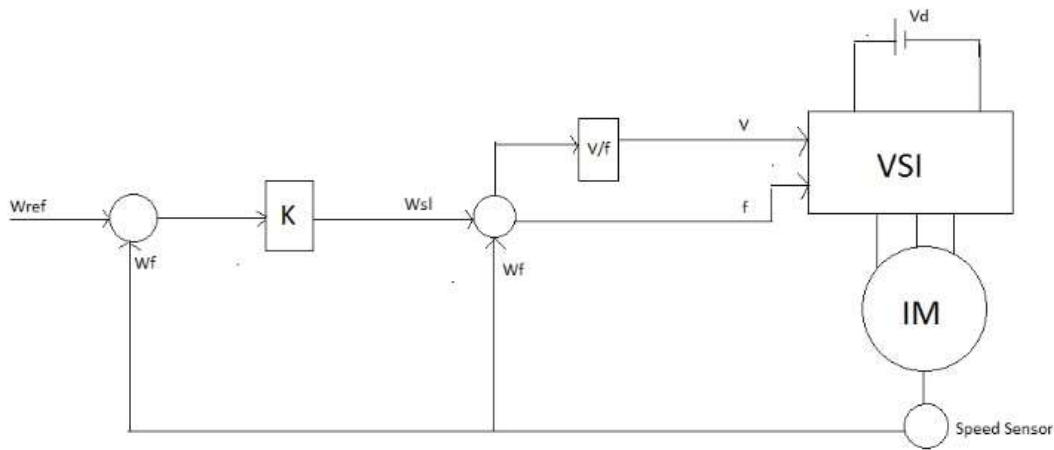 Vd
V/f
V
VSI
Wref
K
Wsl
f
Wf
Wf
IM
Speed Sensor